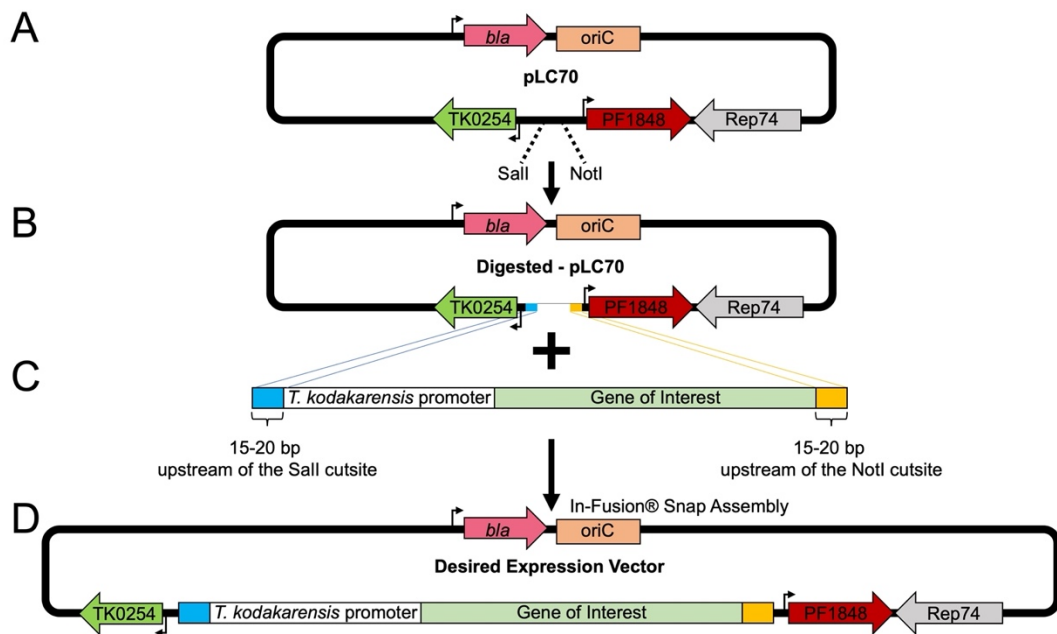 A
bla
oriC
pLC70
TK0254
PF1848
Rep74
SalI
NotI
B
bla
oriC
Digested - pLC70
TK0254
PF1848
Rep74
+
C
T. kodakarensis promoter
Gene of Interest
15-20 bp
upstream of the SalI cutsite
15-20 bp
upstream of the NotI cutsite
In-Fusion® Snap Assembly
D
bla
oriC
Desired Expression Vector
TK0254
T. kodakarensis promoter
Gene of Interest
PF1848
Rep74